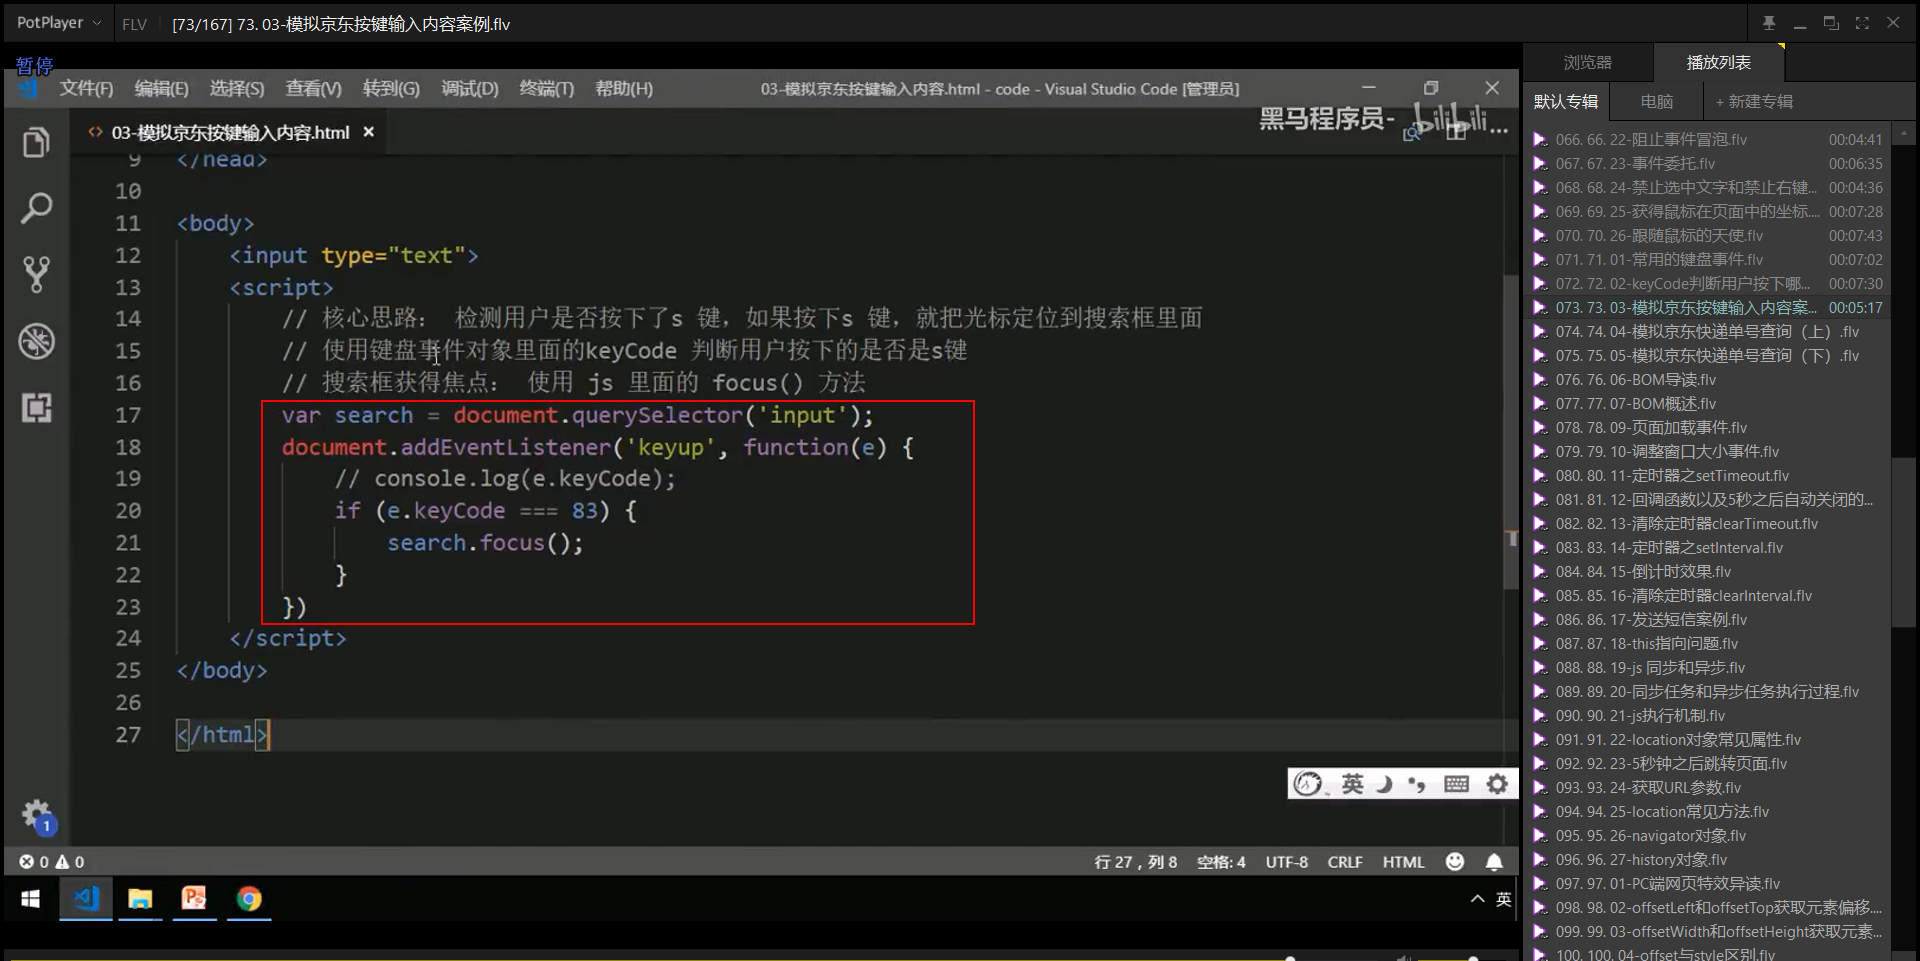 PotPlayer
FLV
[73/167] 73. 03-模拟京东按键输入内容案例.flv
暂停
文件(F) 编辑(E) 选择(S) 查看(V) 转到(G) 调试(D) 终端(T) 帮助(H)
03-模拟京东按键输入内容.html - code - Visual Studio Code [管理员]
黑马程序员- bilibili
03-模拟京东按键输入内容.html
9 </head>
10
11 <body>
12 <input type="text">
13 <script>
14 // 核心思路： 检测用户是否按下了s 键，如果按下s 键，就把光标定位到搜索框里面
15 // 使用键盘事件对象里面的keyCode 判断用户按下的是否是s键
16 // 搜索框获得焦点： 使用 js 里面的 focus() 方法
17 var search = document.querySelector('input');
18 document.addEventListener('keyup', function(e) {
19 // console.log(e.keyCode);
20 if (e.keyCode === 83) {
21 search.focus();
22 }
23 })
24 </script>
25 </body>
26
27 </html>
1
英
0 0
行 27，列 8 空格: 4 UTF-8 CRLF HTML
英
浏览器 播放列表
默认专辑 电脑 + 新建专辑
066. 66. 22-阻止事件冒泡.flv 00:04:41
067. 67. 23-事件委托.flv 00:06:35
068. 68. 24-禁止选中文字和禁止右键... 00:04:36
069. 69. 25-获得鼠标在页面中的坐标.... 00:07:28
070. 70. 26-跟随鼠标的天使.flv 00:07:43
071. 71. 01-常用的键盘事件.flv 00:07:02
072. 72. 02-keyCode判断用户按下哪... 00:07:30
073. 73. 03-模拟京东按键输入内容案... 00:05:17
074. 74. 04-模拟京东快递单号查询（上）.flv
075. 75. 05-模拟京东快递单号查询（下）.flv
076. 76. 06-BOM导读.flv
077. 77. 07-BOM概述.flv
078. 78. 09-页面加载事件.flv
079. 79. 10-调整窗口大小事件.flv
080. 80. 11-定时器之setTimeout.flv
081. 81. 12-回调函数以及5秒之后自动关闭的...
082. 82. 13-清除定时器clearTimeout.flv
083. 83. 14-定时器之setInterval.flv
084. 84. 15-倒计时效果.flv
085. 85. 16-清除定时器clearInterval.flv
086. 86. 17-发送短信案例.flv
087. 87. 18-this指向问题.flv
088. 88. 19-js 同步和异步.flv
089. 89. 20-同步任务和异步任务执行过程.flv
090. 90. 21-js执行机制.flv
091. 91. 22-location对象常见属性.flv
092. 92. 23-5秒钟之后跳转页面.flv
093. 93. 24-获取URL参数.flv
094. 94. 25-location常见方法.flv
095. 95. 26-navigator对象.flv
096. 96. 27-history对象.flv
097. 97. 01-PC端网页特效导读.flv
098. 98. 02-offsetLeft和offsetTop获取元素偏移....
099. 99. 03-offsetWidth和offsetHeight获取元素...
100. 100. 04-offset与style区别.flv